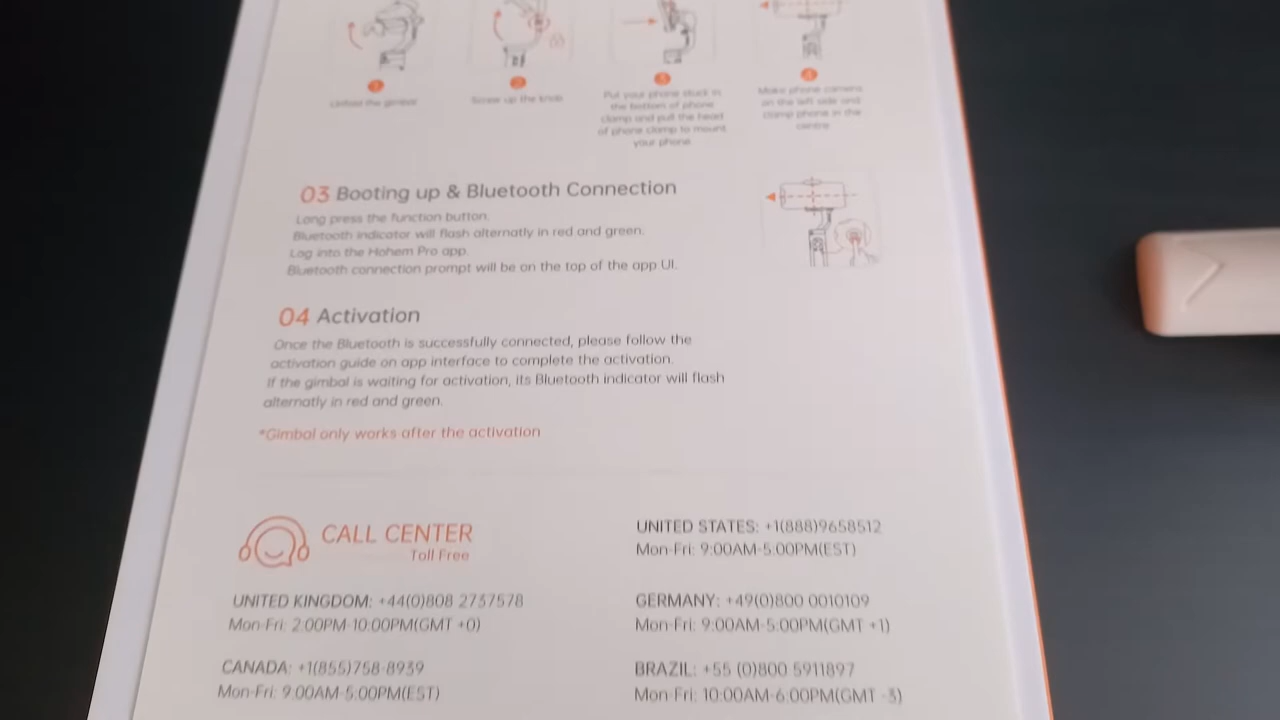 1
Unfold the gimbal
2
Screw up the knob
3
Put your phone stuck in
the bottom of phone
clamp and pull the head
of phone clamp to mount
your phone
4
Make phone camera
on the left side and
clamp phone in the
centre
03 Booting up & Bluetooth Connection
Long press the function button.
Bluetooth indicator will flash alternatly in red and green.
Log into the Hohem Pro app.
Bluetooth connection prompt will be on the top of the app UI.
04 Activation
Once the Bluetooth is successfully connected, please follow the
activation guide on app interface to complete the activation.
If the gimbal is waiting for activation, its Bluetooth indicator will flash
alternatly in red and green.
*Gimbal only works after the activation
CALL CENTER
Toll Free
UNITED STATES: +1(888)9658512
Mon-Fri: 9:00AM-5:00PM(EST)
UNITED KINGDOM: +44(0)808 2737578
Mon-Fri: 2:00PM-10:00PM(GMT +0)
GERMANY: +49(0)800 0010109
Mon-Fri: 9:00AM-5:00PM(GMT +1)
CANADA: +1(855)758-8939
Mon-Fri: 9:00AM-5:00PM(EST)
BRAZIL: +55 (0)800 5911897
Mon-Fri: 10:00AM-6:00PM(GMT -3)